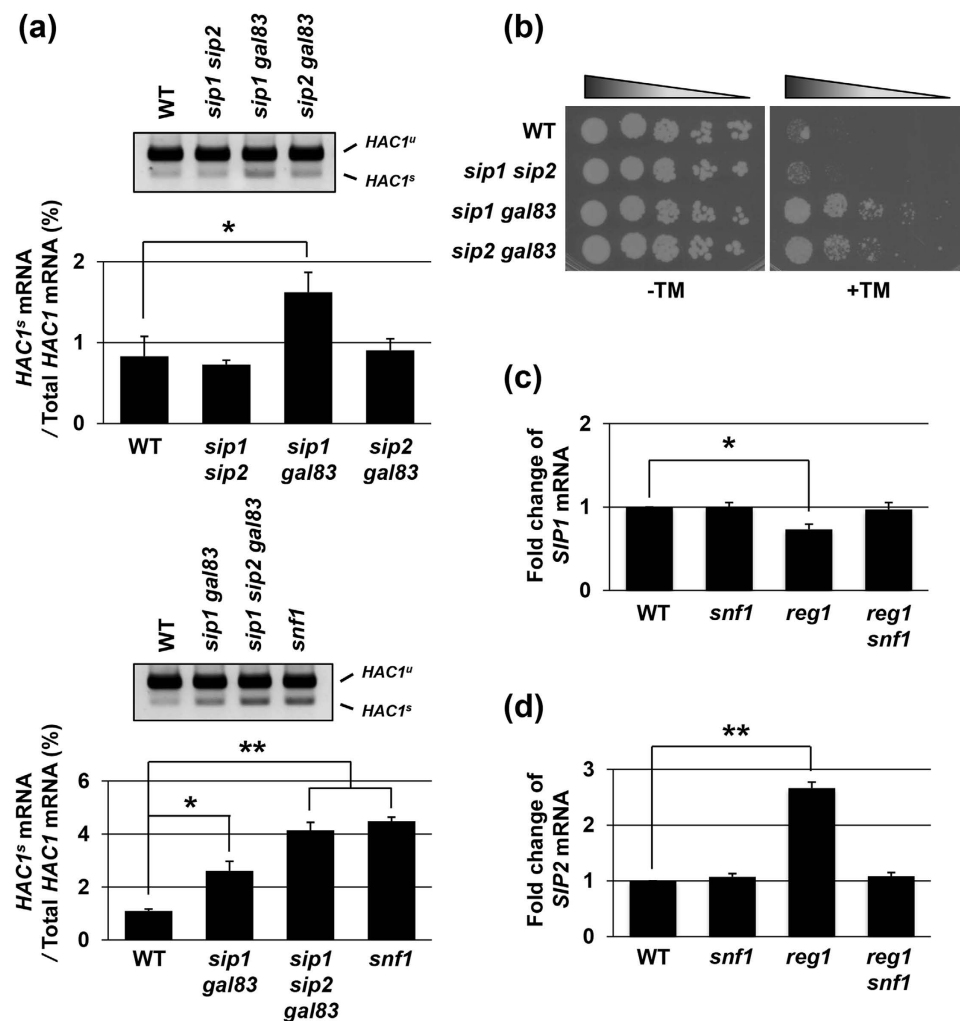 (a)
WT
sip1 sip2
sip1 gal83
sip2 gal83
HAC1ᵘ
HAC1ˢ
HAC1ˢ mRNA
/ Total HAC1 mRNA (%)
*
2
1
0
WT
sip1
sip2
sip1
gal83
sip2
gal83
WT
sip1 gal83
sip1 sip2 gal83
snf1
HAC1ᵘ
HAC1ˢ
HAC1ˢ mRNA
/ Total HAC1 mRNA (%)
**
*
6
4
2
0
WT
sip1
gal83
sip1
sip2
gal83
snf1
(b)
WT
sip1 sip2
sip1 gal83
sip2 gal83
-TM
+TM
(c)
Fold change of
SIP1 mRNA
*
2
1
0
WT
snf1
reg1
reg1
snf1
(d)
Fold change of
SIP2 mRNA
**
3
2
1
0
WT
snf1
reg1
reg1
snf1